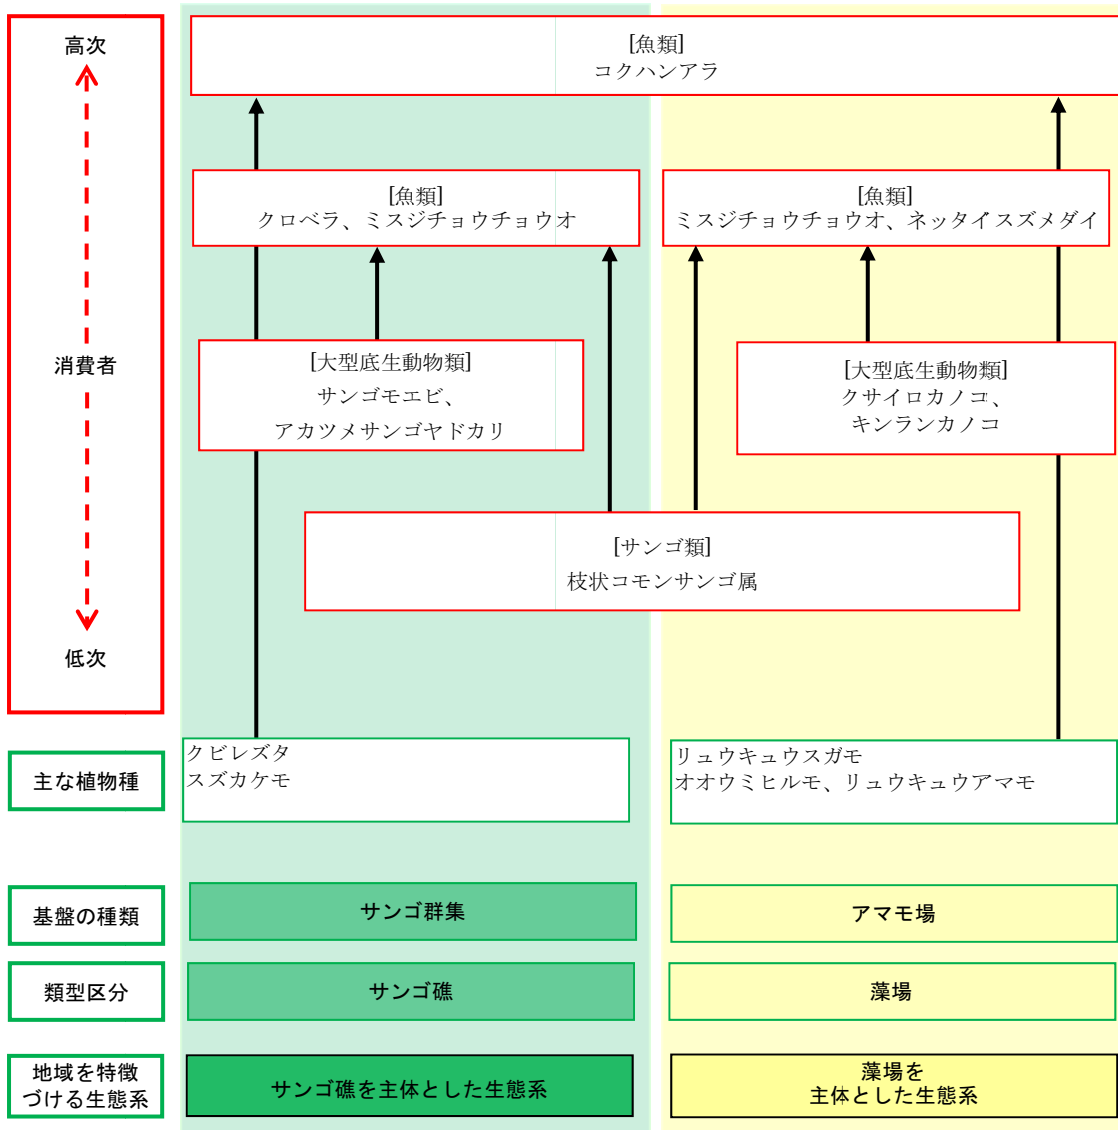 高次
消費者
低次
[魚類]
コクハンアラ
[魚類]
クロベラ、ミスジチョウチョウオ
[魚類]
ミスジチョウチョウオ、ネッタイスズメダイ
[大型底生動物類]
サンゴモエビ、
アカツメサンゴヤドカリ
[大型底生動物類]
クサイロカノコ、
キンランカノコ
[サンゴ類]
枝状コモンサンゴ属
主な植物種
クビレズタ
スズカケモ
リュウキュウスガモ
オオウミヒルモ、リュウキュウアマモ
基盤の種類
サンゴ群集
アマモ場
類型区分
サンゴ礁
藻場
地域を特徴
づける生態系
サンゴ礁を主体とした生態系
藻場を
主体とした生態系